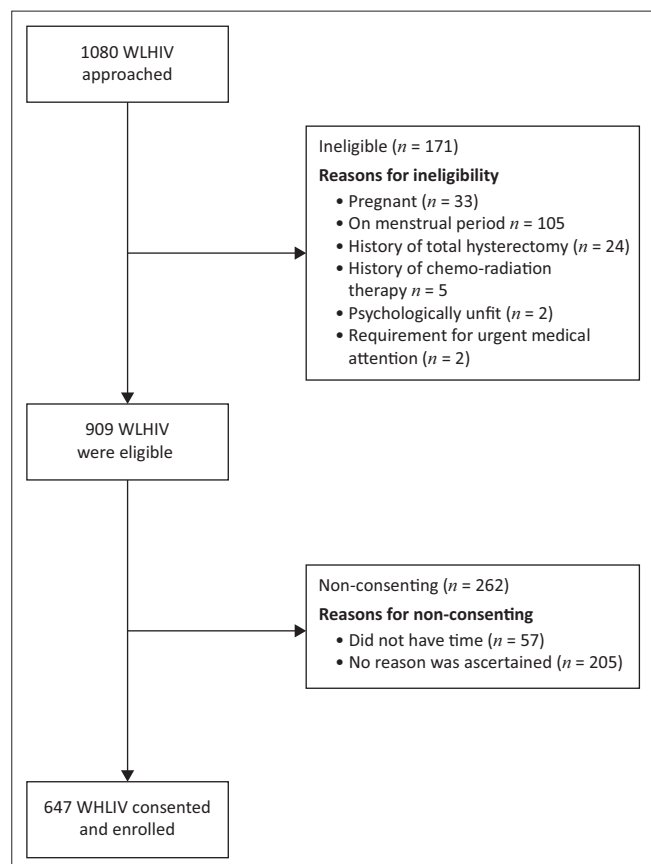 1080 WLHIV
approached
Ineligible (n = 171)
Reasons for ineligibility
• Pregnant (n = 33)
• On menstrual period n = 105
• History of total hysterectomy (n = 24)
• History of chemo-radiation
therapy n = 5
• Psychologically unfit (n = 2)
• Requirement for urgent medical
attention (n = 2)
909 WLHIV
were eligible
Non-consenting (n = 262)
Reasons for non-consenting
• Did not have time (n = 57)
• No reason was ascertained (n = 205)
647 WHLIV consented
and enrolled